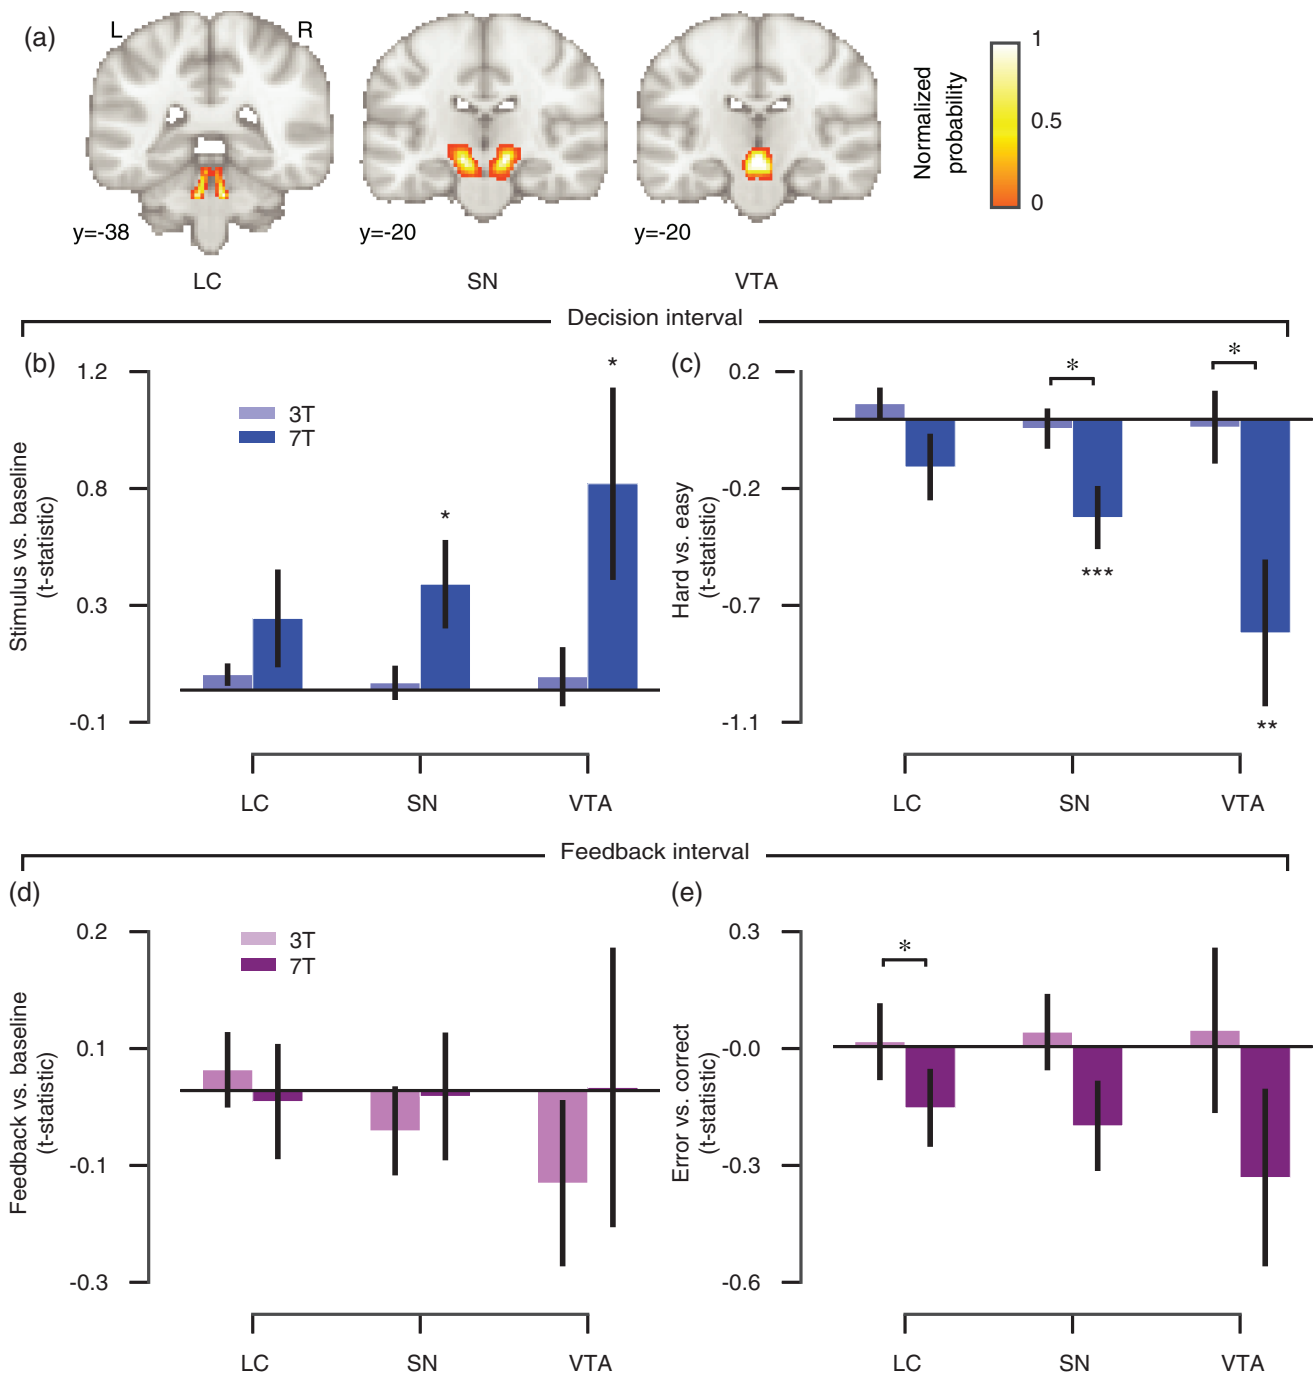 (a)
L
R
y=-38
LC
y=-20
SN
y=-20
VTA
Normalized
probability
1
0.5
0
Decision interval
(b)
Stimulus vs. baseline
(t-statistic)
1.2
0.8
0.3
-0.1
3T
7T
*
*
LC
SN
VTA
(c)
Hard vs. easy
(t-statistic)
0.2
-0.2
-0.7
-1.1
*
*
***
**
LC
SN
VTA
Feedback interval
(d)
Feedback vs. baseline
(t-statistic)
0.2
0.1
-0.1
-0.3
3T
7T
LC
SN
VTA
(e)
Error vs. correct
(t-statistic)
0.3
-0.0
-0.3
-0.6
*
LC
SN
VTA